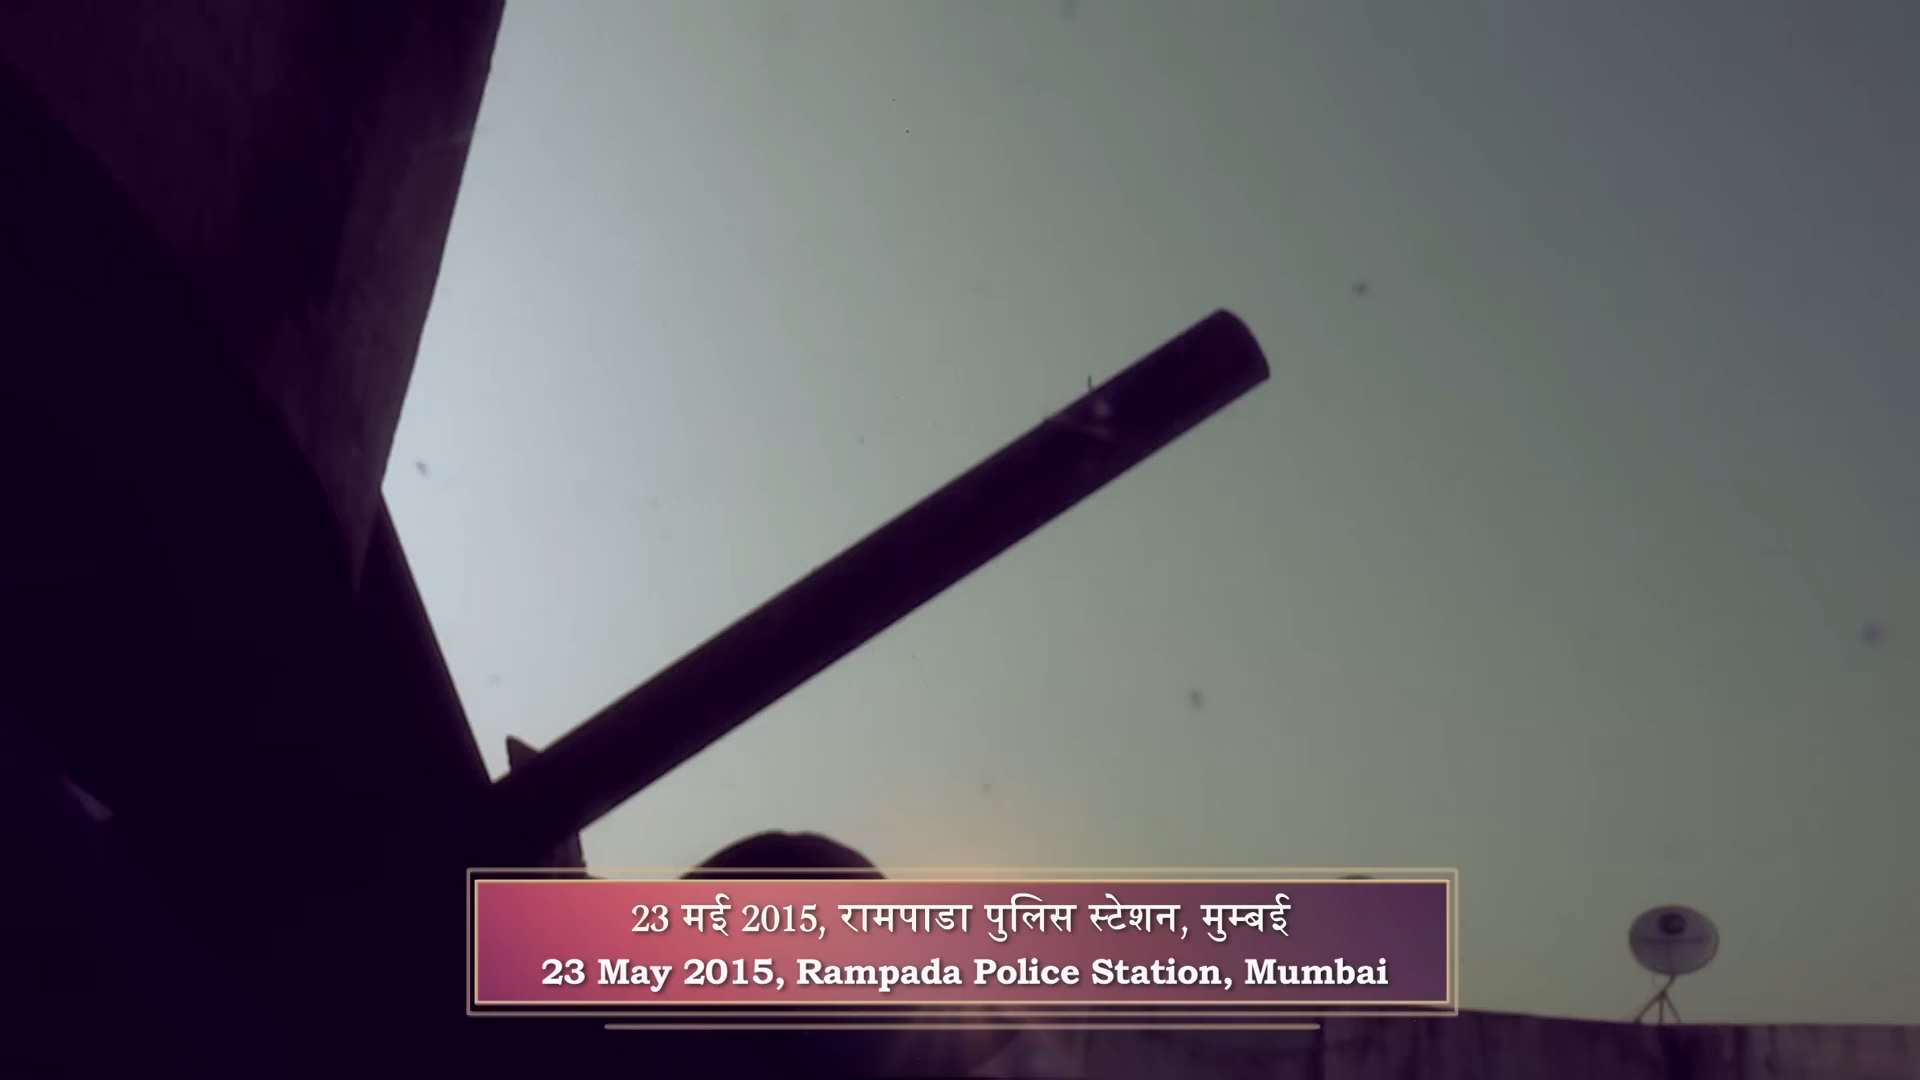 23 मई 2015, रामपाडा पुलिस स्टेशन, मुम्बई
23 May 2015, Rampada Police Station, Mumbai